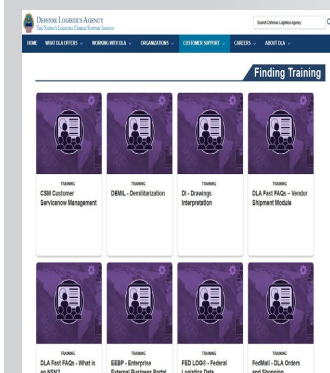 DEFENSE LOGISTICS AGENCY
THE NATION'S LOGISTICS COMBAT SUPPORT AGENCY
Search Defense Logistics Agency
HOME WHAT DLA OFFERS WORKING WITH DLA ORGANIZATIONS CUSTOMER SUPPORT CAREERS ABOUT DLA
Finding Training
TRAINING TRAINING TRAINING TRAINING
CSM Customer DEMIL - Demilitarization DI - Drawings DLA Fast FAQs – Vendor
Servicenow Management Interpretation Shipment Module
TRAINING TRAINING TRAINING TRAINING
DLA Fast FAQs - What is EEBP - Enterprise FED LOG® - Federal FedMall - DLA Orders
an NSN? External Business Portal Logistics Data and Shopping